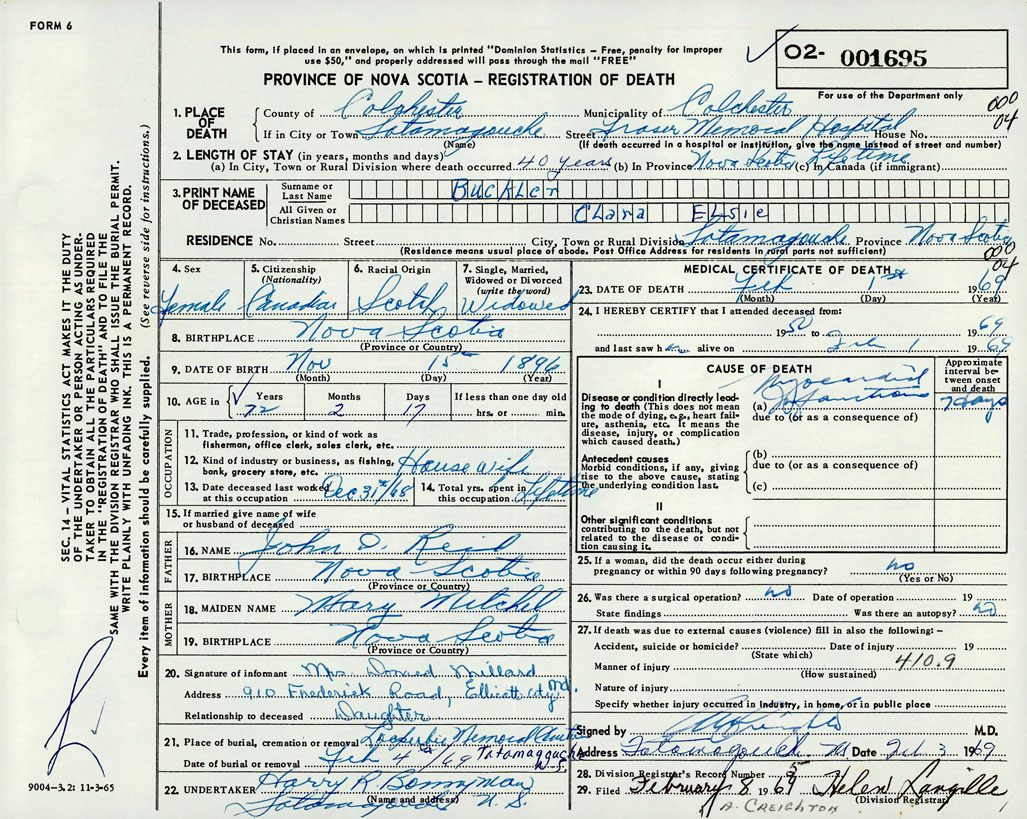 FORM 6
This form, if placed in an envelope, on which is printed "Dominion Statistics – Free, penalty for improper
use $50," and properly addressed will pass through the mail "FREE"
PROVINCE OF NOVA SCOTIA – REGISTRATION OF DEATH
02- 001695
For use of the Department only
000
04
1. PLACE OF DEATH
County of Colchester Municipality of Colchester
If in City or Town Tatamagouche Street Fraser Memorial Hospital House No.
(Name) (If death occurred in a hospital or institution, give the name instead of street and number)
2. LENGTH OF STAY (in years, months and days)
(a) In City, Town or Rural Division where death occurred 40 years (b) In Province Nova Scotia Lifetime (c) In Canada (if immigrant)
3. PRINT NAME OF DECEASED
Surname or Last Name BUCKLEr
All Given or Christian Names CLara ELSie
RESIDENCE No. Street City, Town or Rural Division Tatamagouche Province Nova Scotia
(Residence means usual place of abode. Post Office Address for residents in rural parts not sufficient)
000
04
4. Sex Female
5. Citizenship (Nationality) Canadian
6. Racial Origin Scotch
7. Single, Married, Widowed or Divorced (write the word) Widowed
8. BIRTHPLACE Nova Scotia
(Province or Country)
9. DATE OF BIRTH Nov 15th 1896
(Month) (Day) (Year)
10. AGE in Years Months Days If less than one day old
72 2 17 hrs. or min.
OCCUPATION
11. Trade, profession, or kind of work as fisherman, office clerk, sales clerk, etc.
12. Kind of industry or business, as fishing, bank, grocery store, etc. Housewife
13. Date deceased last worked at this occupation Dec 31st/68
14. Total yrs. spent in this occupation Lifetime
15. If married give name of wife or husband of deceased
FATHER
16. NAME John D. Reid
17. BIRTHPLACE Nova Scotia
(Province or Country)
MOTHER
18. MAIDEN NAME Mary Mitchel
19. BIRTHPLACE Nova Scotia
(Province or Country)
20. Signature of informant Mrs Millard
Address 910 Frederick Road, Ellicott City Md.
Relationship to deceased Daughter
21. Place of burial, cremation or removal Lockerbie Memorial Tatamagouche N.S.
Date of burial or removal Feb 4th/69
22. UNDERTAKER Harry R Bonnyman
(Name and address) Tatamagouche N.S.
MEDICAL CERTIFICATE OF DEATH
23. DATE OF DEATH Feb 1st 1969
(Month) (Day) (Year)
24. I HEREBY CERTIFY that I attended deceased from:
1950 to 1969
and last saw her alive on Feb 1 1969
CAUSE OF DEATH
Approximate interval between onset and death
I
Disease or condition directly leading to death (This does not mean the mode of dying, e.g., heart failure, asthenia, etc. It means the disease, injury, or complication which caused death.)
(a) Myocardial Infarction 7 days
due to (or as a consequence of)
Antecedent causes
Morbid conditions, if any, giving rise to the above cause, stating the underlying condition last.
(b)
due to (or as a consequence of)
(c)
II
Other significant conditions contributing to the death, but not related to the disease or condition causing it.
25. If a woman, did the death occur either during pregnancy or within 90 days following pregnancy? no
(Yes or No)
26. Was there a surgical operation? no Date of operation 19
State findings Was there an autopsy? no
27. If death was due to external causes (violence) fill in also the following: –
Accident, suicide or homicide? Date of injury 19
(State which)
Manner of injury 410.9
(How sustained)
Nature of injury
Specify whether injury occurred in industry, in home, or in public place
Signed by M.D.
Address Tatamagouche NS Date Feb 3 1969
28. Division Registrar's Record Number 5
29. Filed February 8 1969 Helen Langille
(Division Registrar)
A. CREIGHTON
SEC. 14 – VITAL STATISTICS ACT MAKES IT THE DUTY
OF THE UNDERTAKER OR PERSON ACTING AS UNDER-
TAKER TO OBTAIN ALL THE PARTICULARS REQUIRED
IN THE "REGISTRATION OF DEATH" AND TO FILE THE
SAME WITH THE DIVISION REGISTRAR WHO SHALL ISSUE THE BURIAL PERMIT.
WRITE PLAINLY WITH UNFADING INK. THIS IS A PERMANENT RECORD.
Every item of information should be carefully supplied. (See reverse side for instructions.)
9004–3.2: 11-3-65